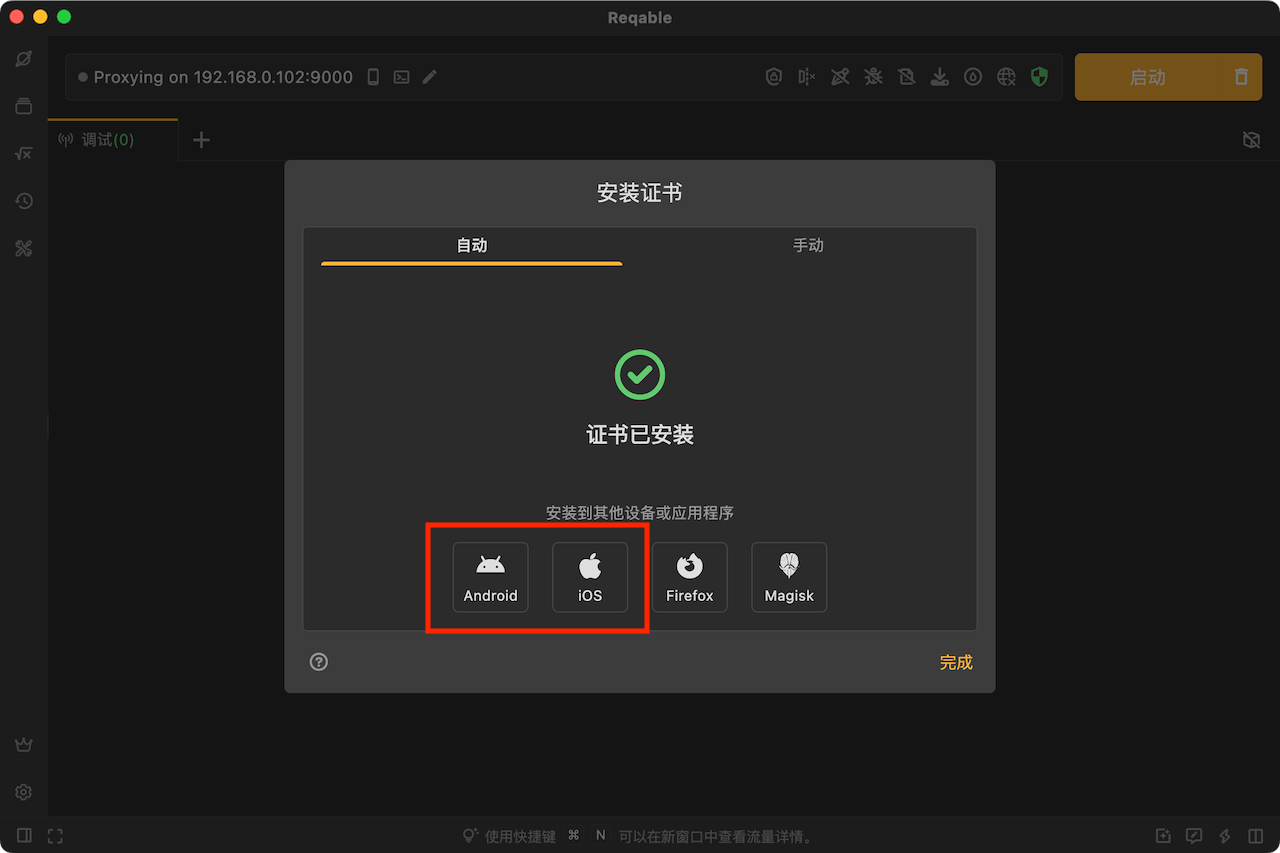 Reqable
Proxying on 192.168.0.102:9000
启动
调试(0)
安装证书
自动
手动
证书已安装
安装到其他设备或应用程序
Android
iOS
Firefox
Magisk
完成
使用快捷键 ⌘ N 可以在新窗口中查看流量详情。